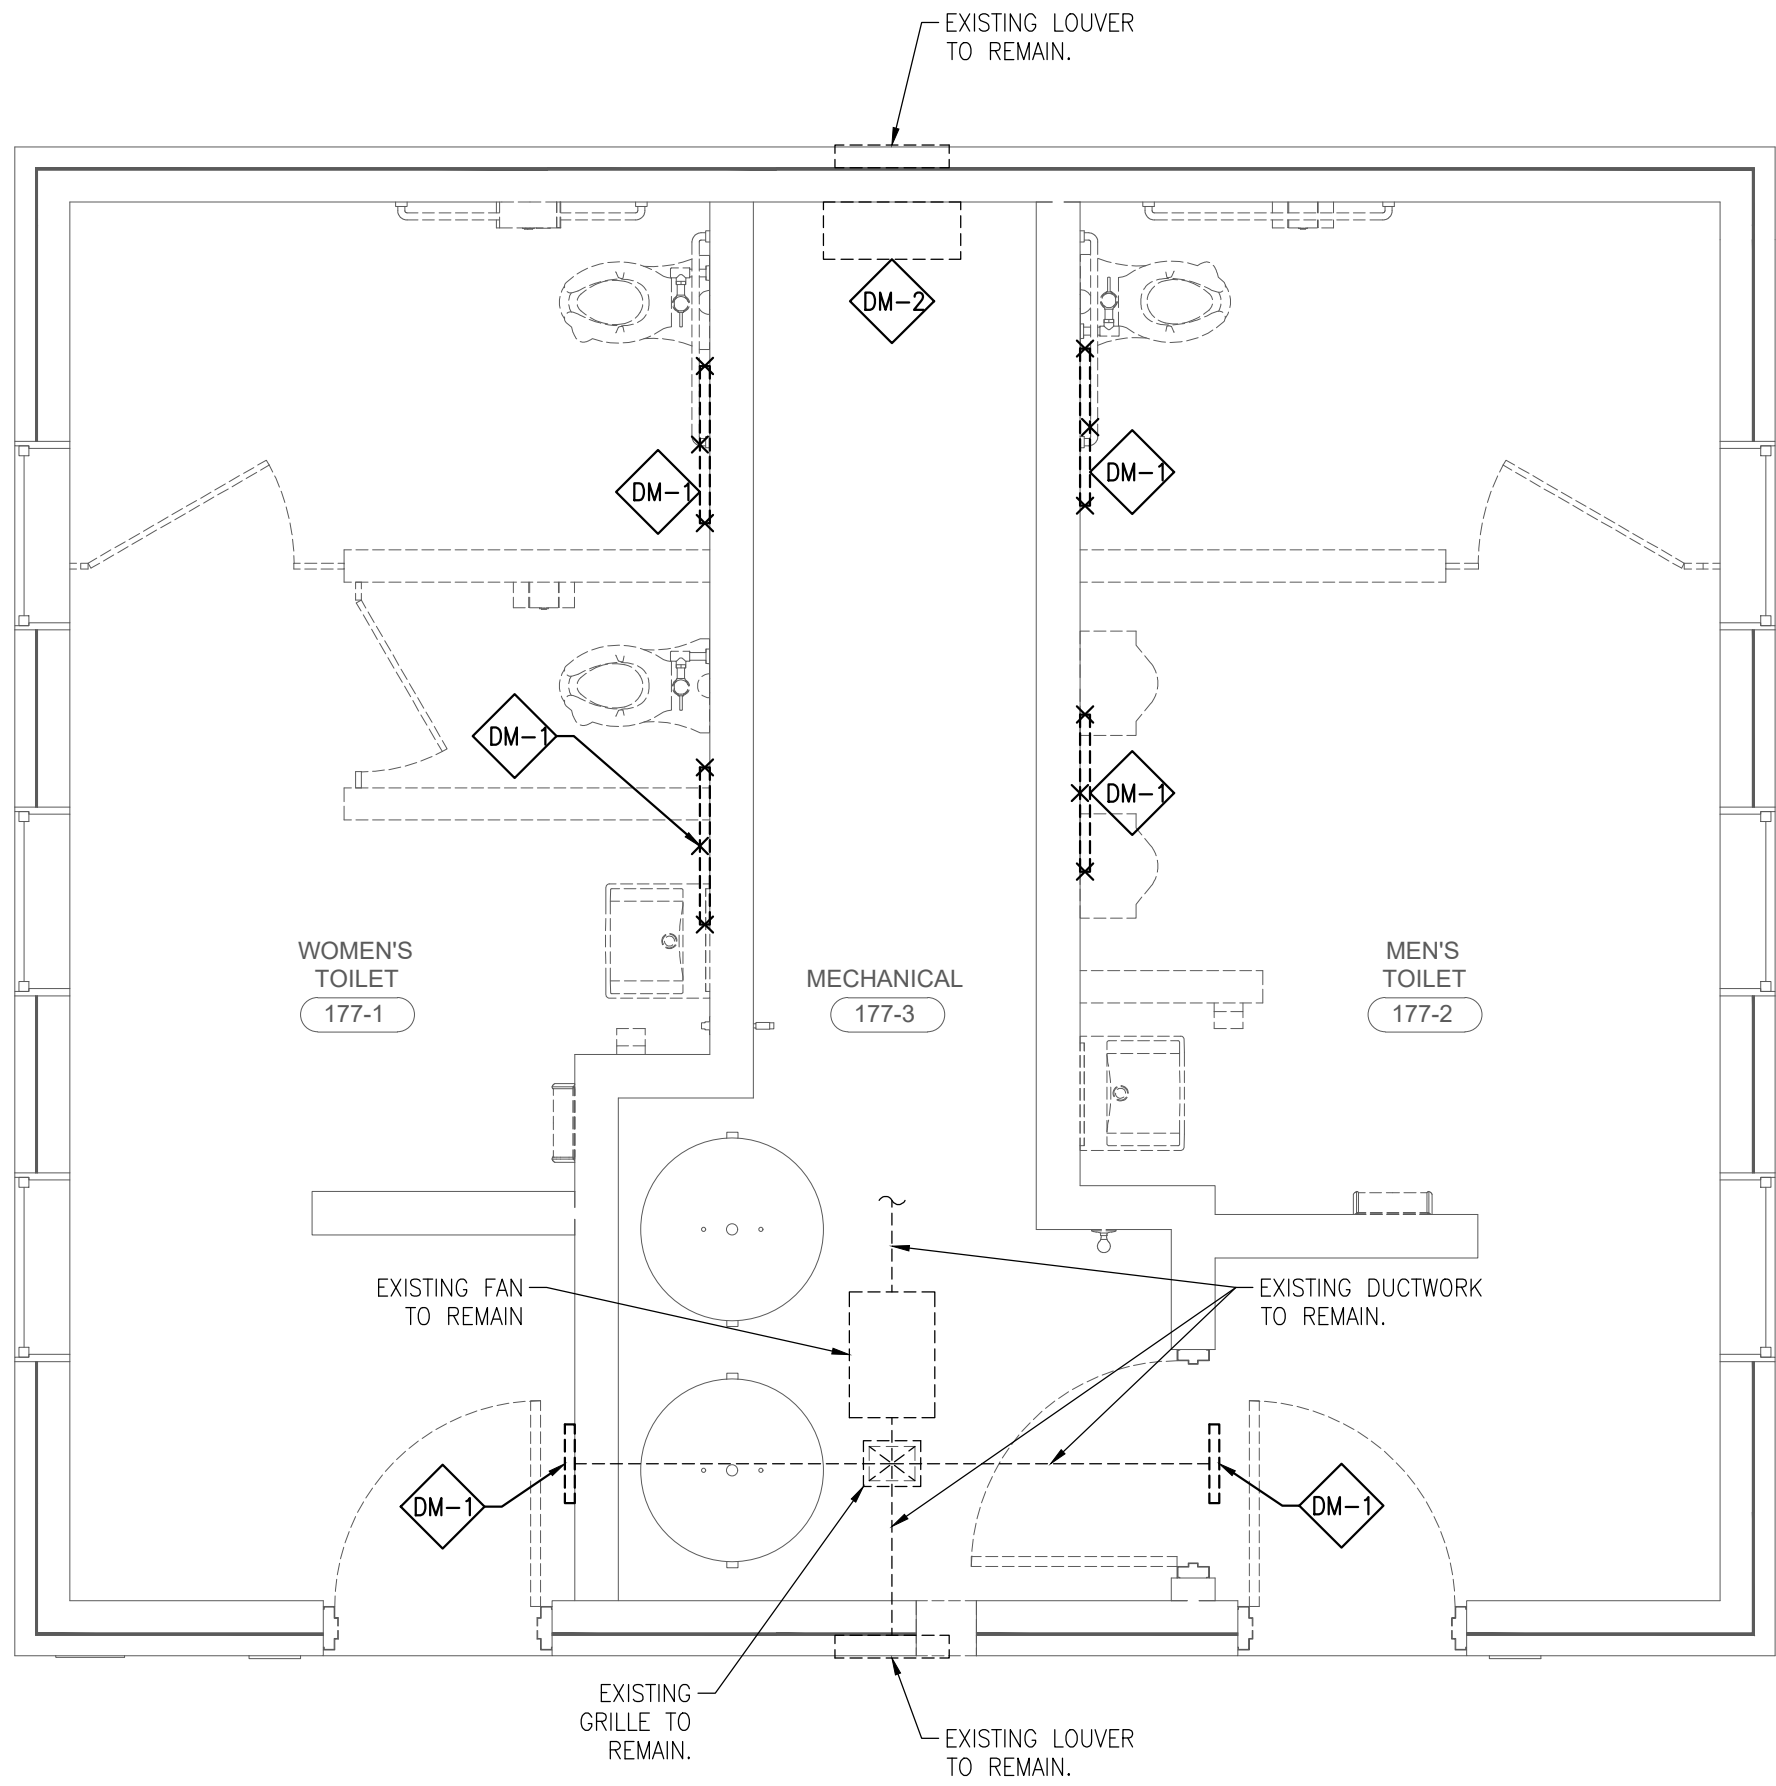 EXISTING LOUVER
TO REMAIN.
DM-2
DM-1
DM-1
DM-1
DM-1
WOMEN'S
TOILET
177-1
MECHANICAL
177-3
MEN'S
TOILET
177-2
EXISTING FAN
TO REMAIN
EXISTING DUCTWORK
TO REMAIN.
DM-1
DM-1
EXISTING
GRILLE TO
REMAIN.
EXISTING LOUVER
TO REMAIN.